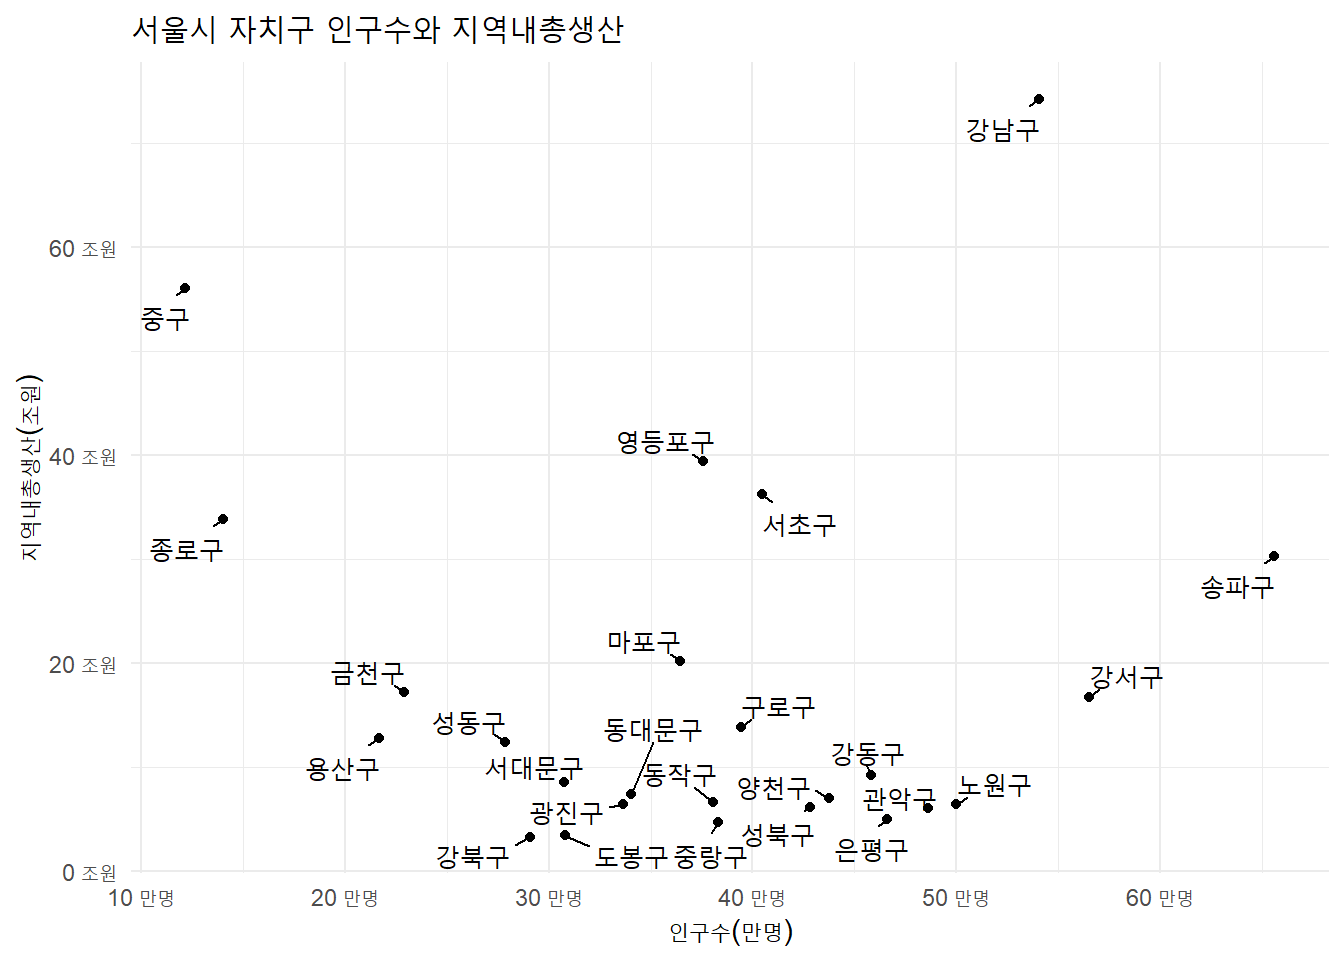 서울시 자치구 인구수와 지역내총생산
강남구
60 조원
중구
지역내총생산(조원)
영등포구
40 조원
서초구
종로구
송파구
마포구
20 조원
금천구
강서구
구로구
성동구
동대문구
강동구
용산구
서대문구
동작구
양천구
관악구
노원구
광진구
성북구
은평구
강북구
도봉구
중랑구
0 조원
10 만명
20 만명
30 만명
40 만명
50 만명
60 만명
인구수(만명)